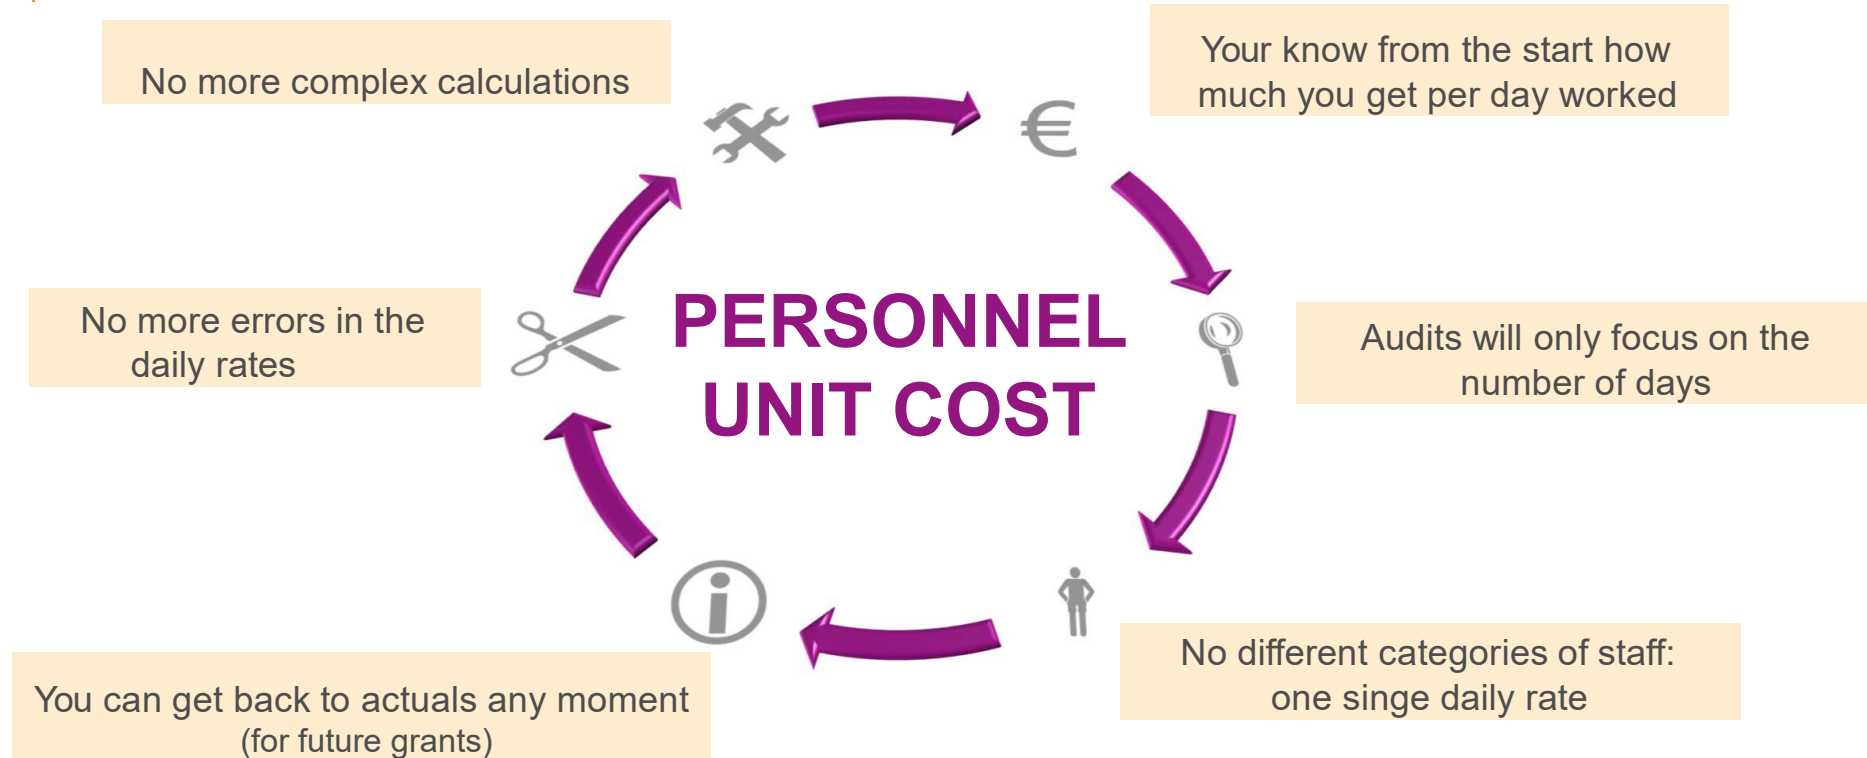 No more complex calculations
Your know from the start how
much you get per day worked
€
PERSONNEL
UNIT COST
No more errors in the
daily rates
Audits will only focus on the
number of days
You can get back to actuals any moment
(for future grants)
No different categories of staff:
one singe daily rate